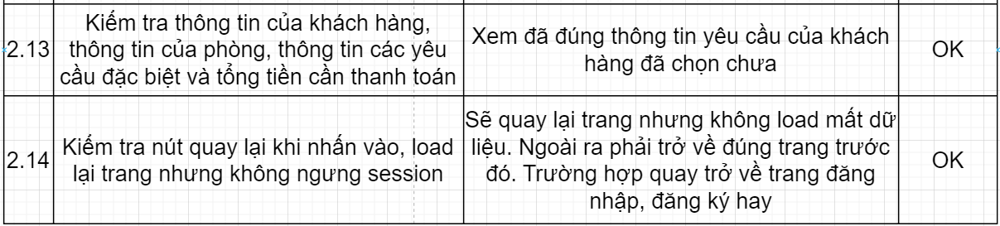 2.13
Kiểm tra thông tin của khách hàng,
thông tin của phòng, thông tin các yêu
cầu đặc biệt và tổng tiền cần thanh toán
Xem đã đúng thông tin yêu cầu của khách
hàng đã chọn chưa
OK
2.14
Kiểm tra nút quay lại khi nhấn vào, load
lại trang nhưng không ngưng session
Sẽ quay lại trang nhưng không load mất dữ
liệu. Ngoài ra phải trở về đúng trang trước
đó. Trường hợp quay trở về trang đăng
nhập, đăng ký hay
OK